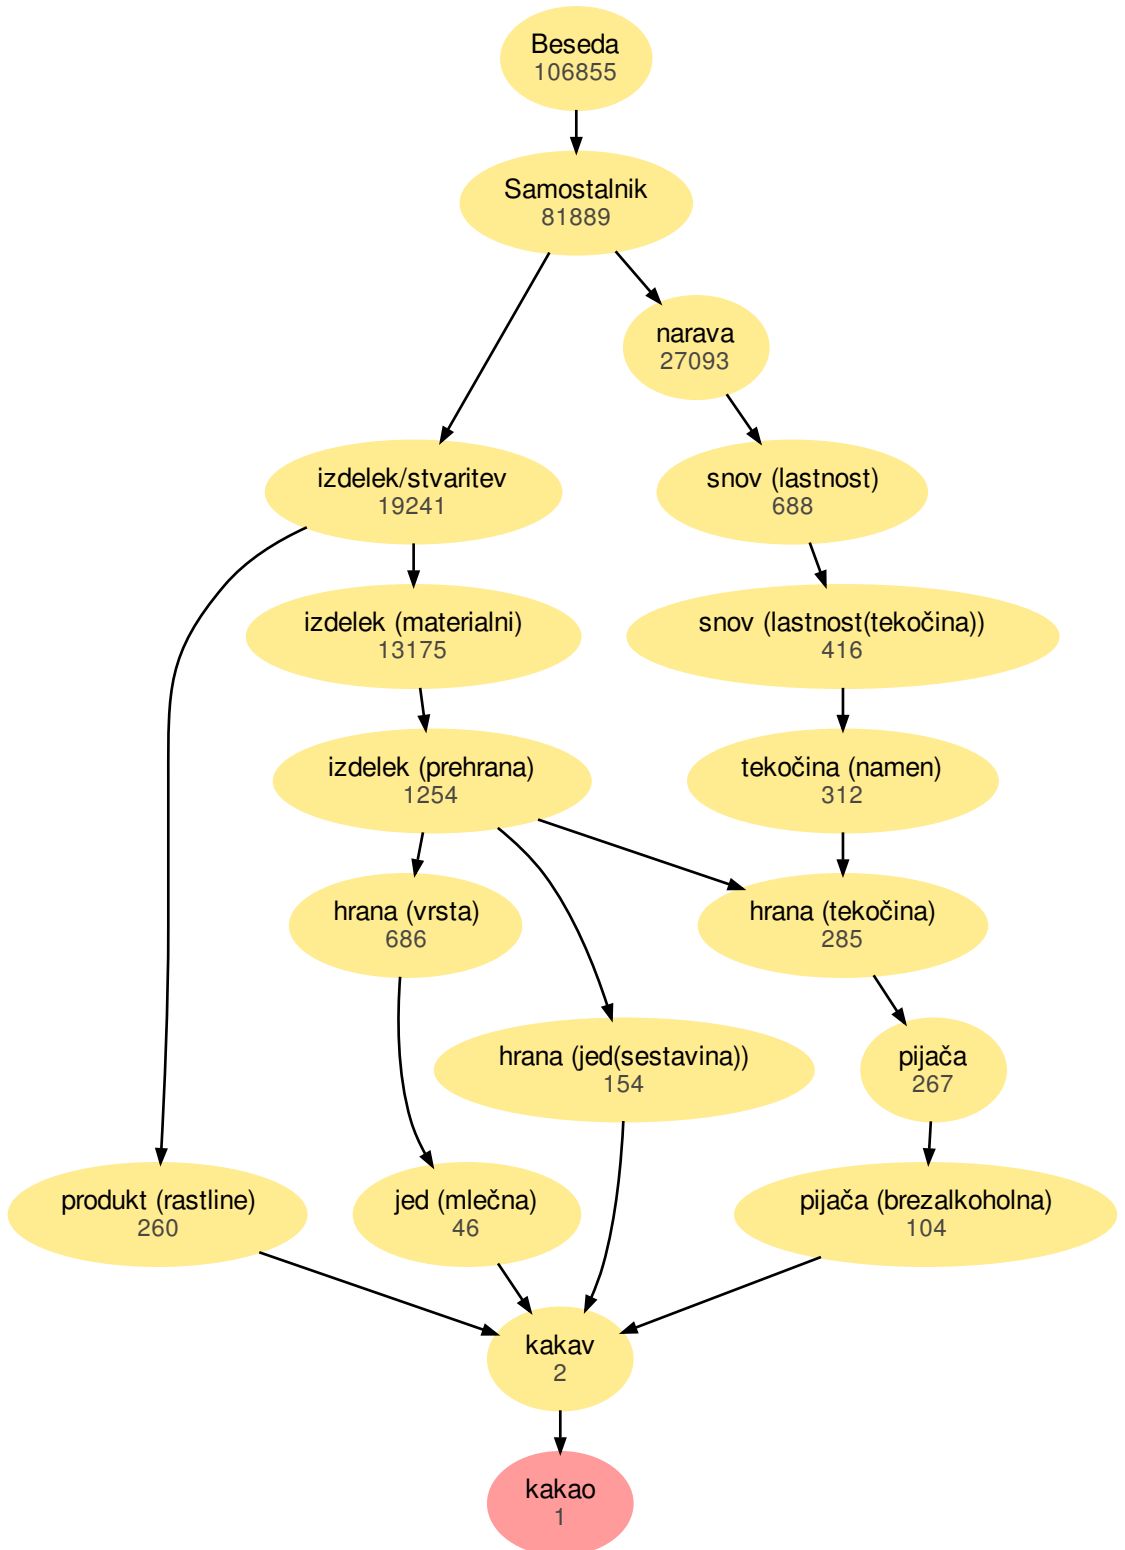 Beseda
106855
Samostalnik
81889
narava
27093
izdelek/stvaritev
19241
snov (lastnost)
688
izdelek (materialni)
13175
snov (lastnost(tekočina))
416
izdelek (prehrana)
1254
tekočina (namen)
312
hrana (vrsta)
686
hrana (tekočina)
285
hrana (jed(sestavina))
154
pijača
267
produkt (rastline)
260
jed (mlečna)
46
pijača (brezalkoholna)
104
kakav
2
kakao
1